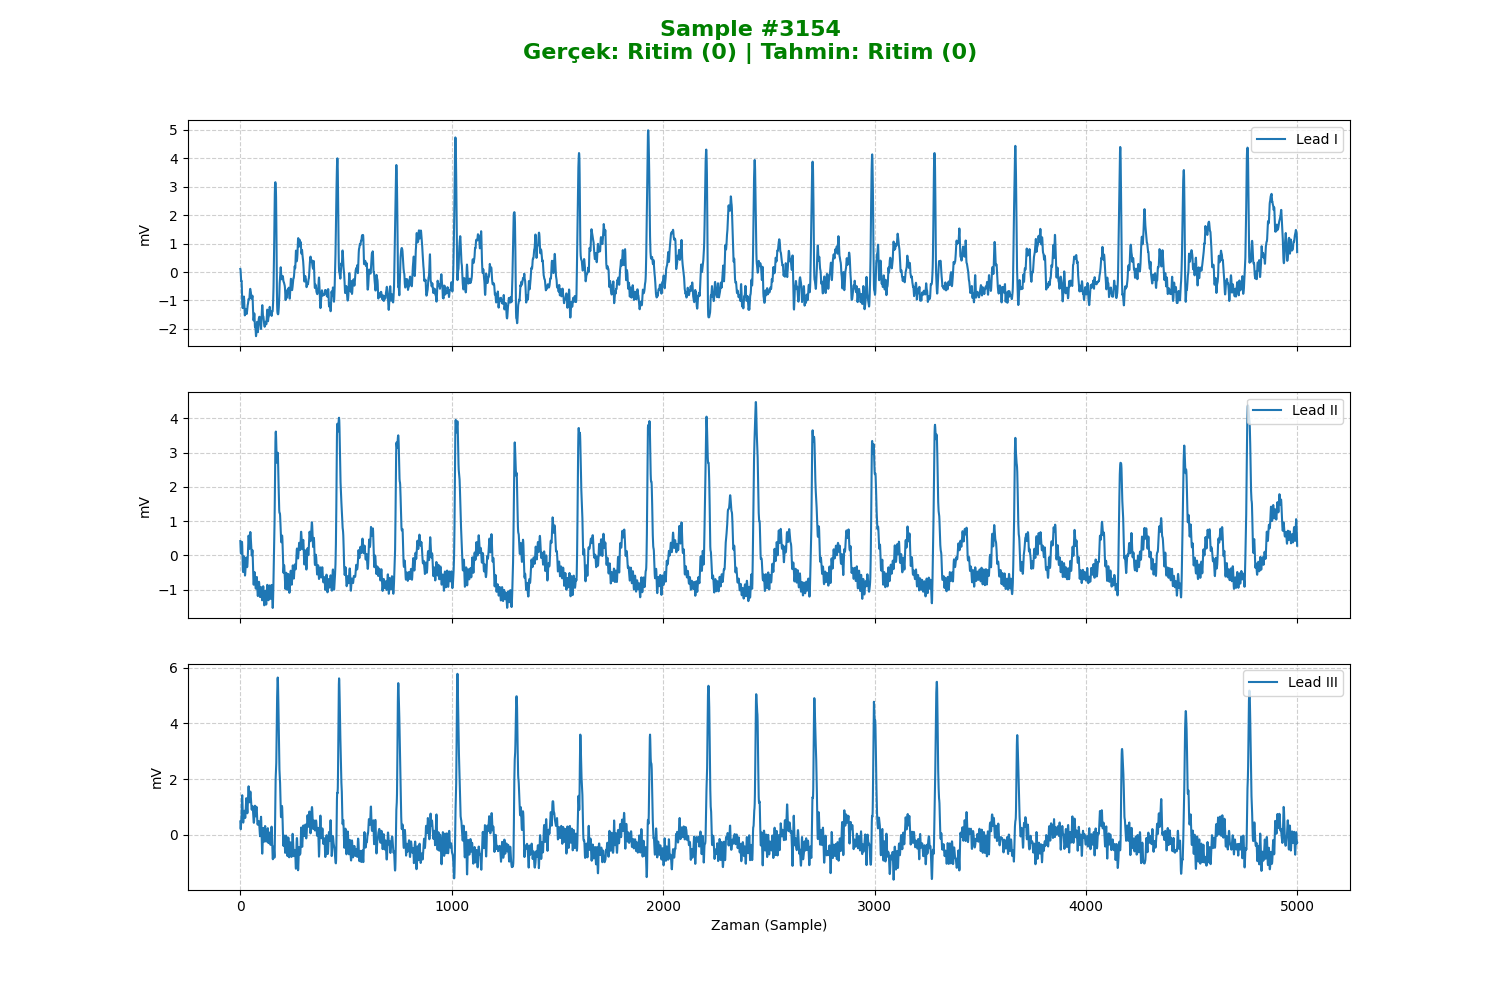 Sample #3154
Gerçek: Ritim (0) | Tahmin: Ritim (0)
5
4
3
2
1
0
−1
−2
mV
Lead I
4
3
2
1
0
−1
mV
Lead II
6
4
2
0
mV
Lead III
0 1000 2000 3000 4000 5000
Zaman (Sample)